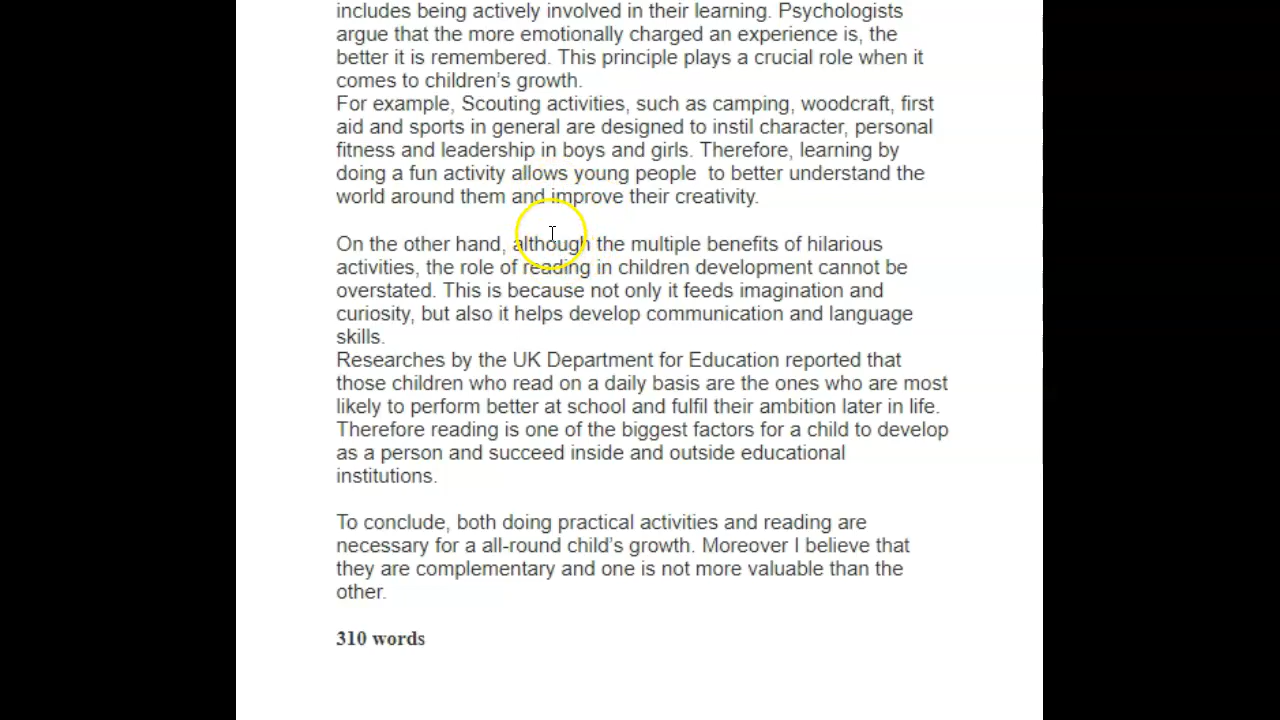 includes being actively involved in their learning. Psychologists
argue that the more emotionally charged an experience is, the
better it is remembered. This principle plays a crucial role when it
comes to children’s growth.
For example, Scouting activities, such as camping, woodcraft, first
aid and sports in general are designed to instil character, personal
fitness and leadership in boys and girls. Therefore, learning by
doing a fun activity allows young people  to better understand the
world around them and improve their creativity.
On the other hand, although the multiple benefits of hilarious
activities, the role of reading in children development cannot be
overstated. This is because not only it feeds imagination and
curiosity, but also it helps develop communication and language
skills.
Researches by the UK Department for Education reported that
those children who read on a daily basis are the ones who are most
likely to perform better at school and fulfil their ambition later in life.
Therefore reading is one of the biggest factors for a child to develop
as a person and succeed inside and outside educational
institutions.
To conclude, both doing practical activities and reading are
necessary for a all-round child’s growth. Moreover I believe that
they are complementary and one is not more valuable than the
other.
310 words